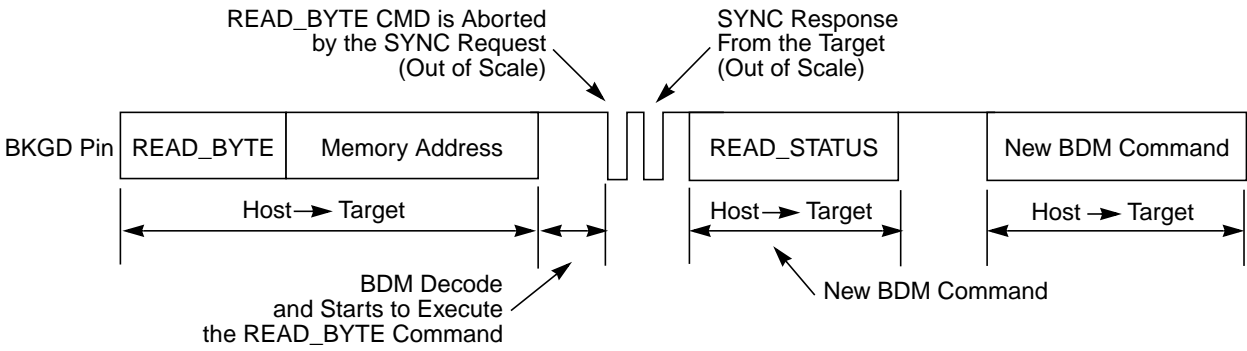 READ_BYTE CMD is Aborted
by the SYNC Request
(Out of Scale)
SYNC Response
From the Target
(Out of Scale)
BKGD Pin
READ_BYTE
Memory Address
READ_STATUS
New BDM Command
Host → Target
Host → Target
Host → Target
BDM Decode
and Starts to Execute
the READ_BYTE Command
New BDM Command